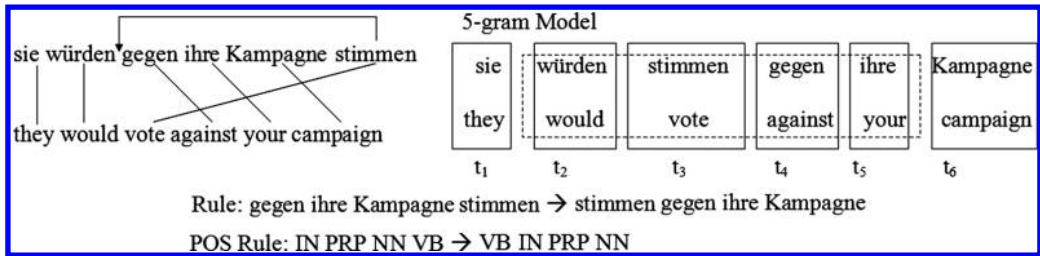 5-gram Model
sie würden gegen ihre Kampagne stimmen
they would vote against your campaign
sie würden stimmen gegen ihre Kampagne
they would vote against your campaign
t₁ t₂ t₃ t₄ t₅ t₆
Rule: gegen ihre Kampagne stimmen → stimmen gegen ihre Kampagne
POS Rule: IN PRP NN VB → VB IN PRP NN